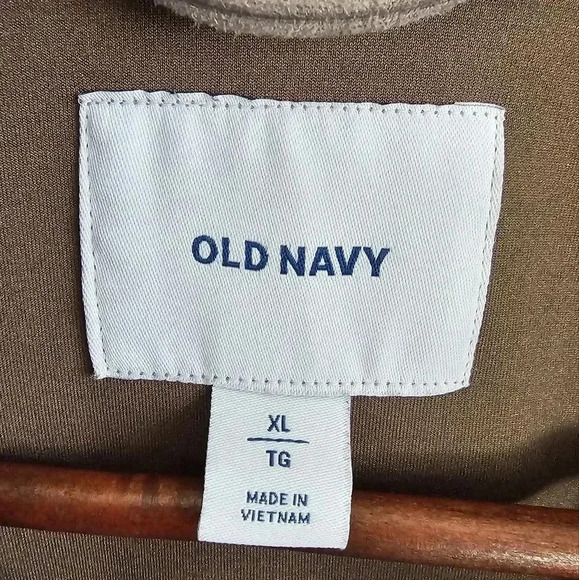 OLD NAVY
XL
TG
MADE IN
VIETNAM